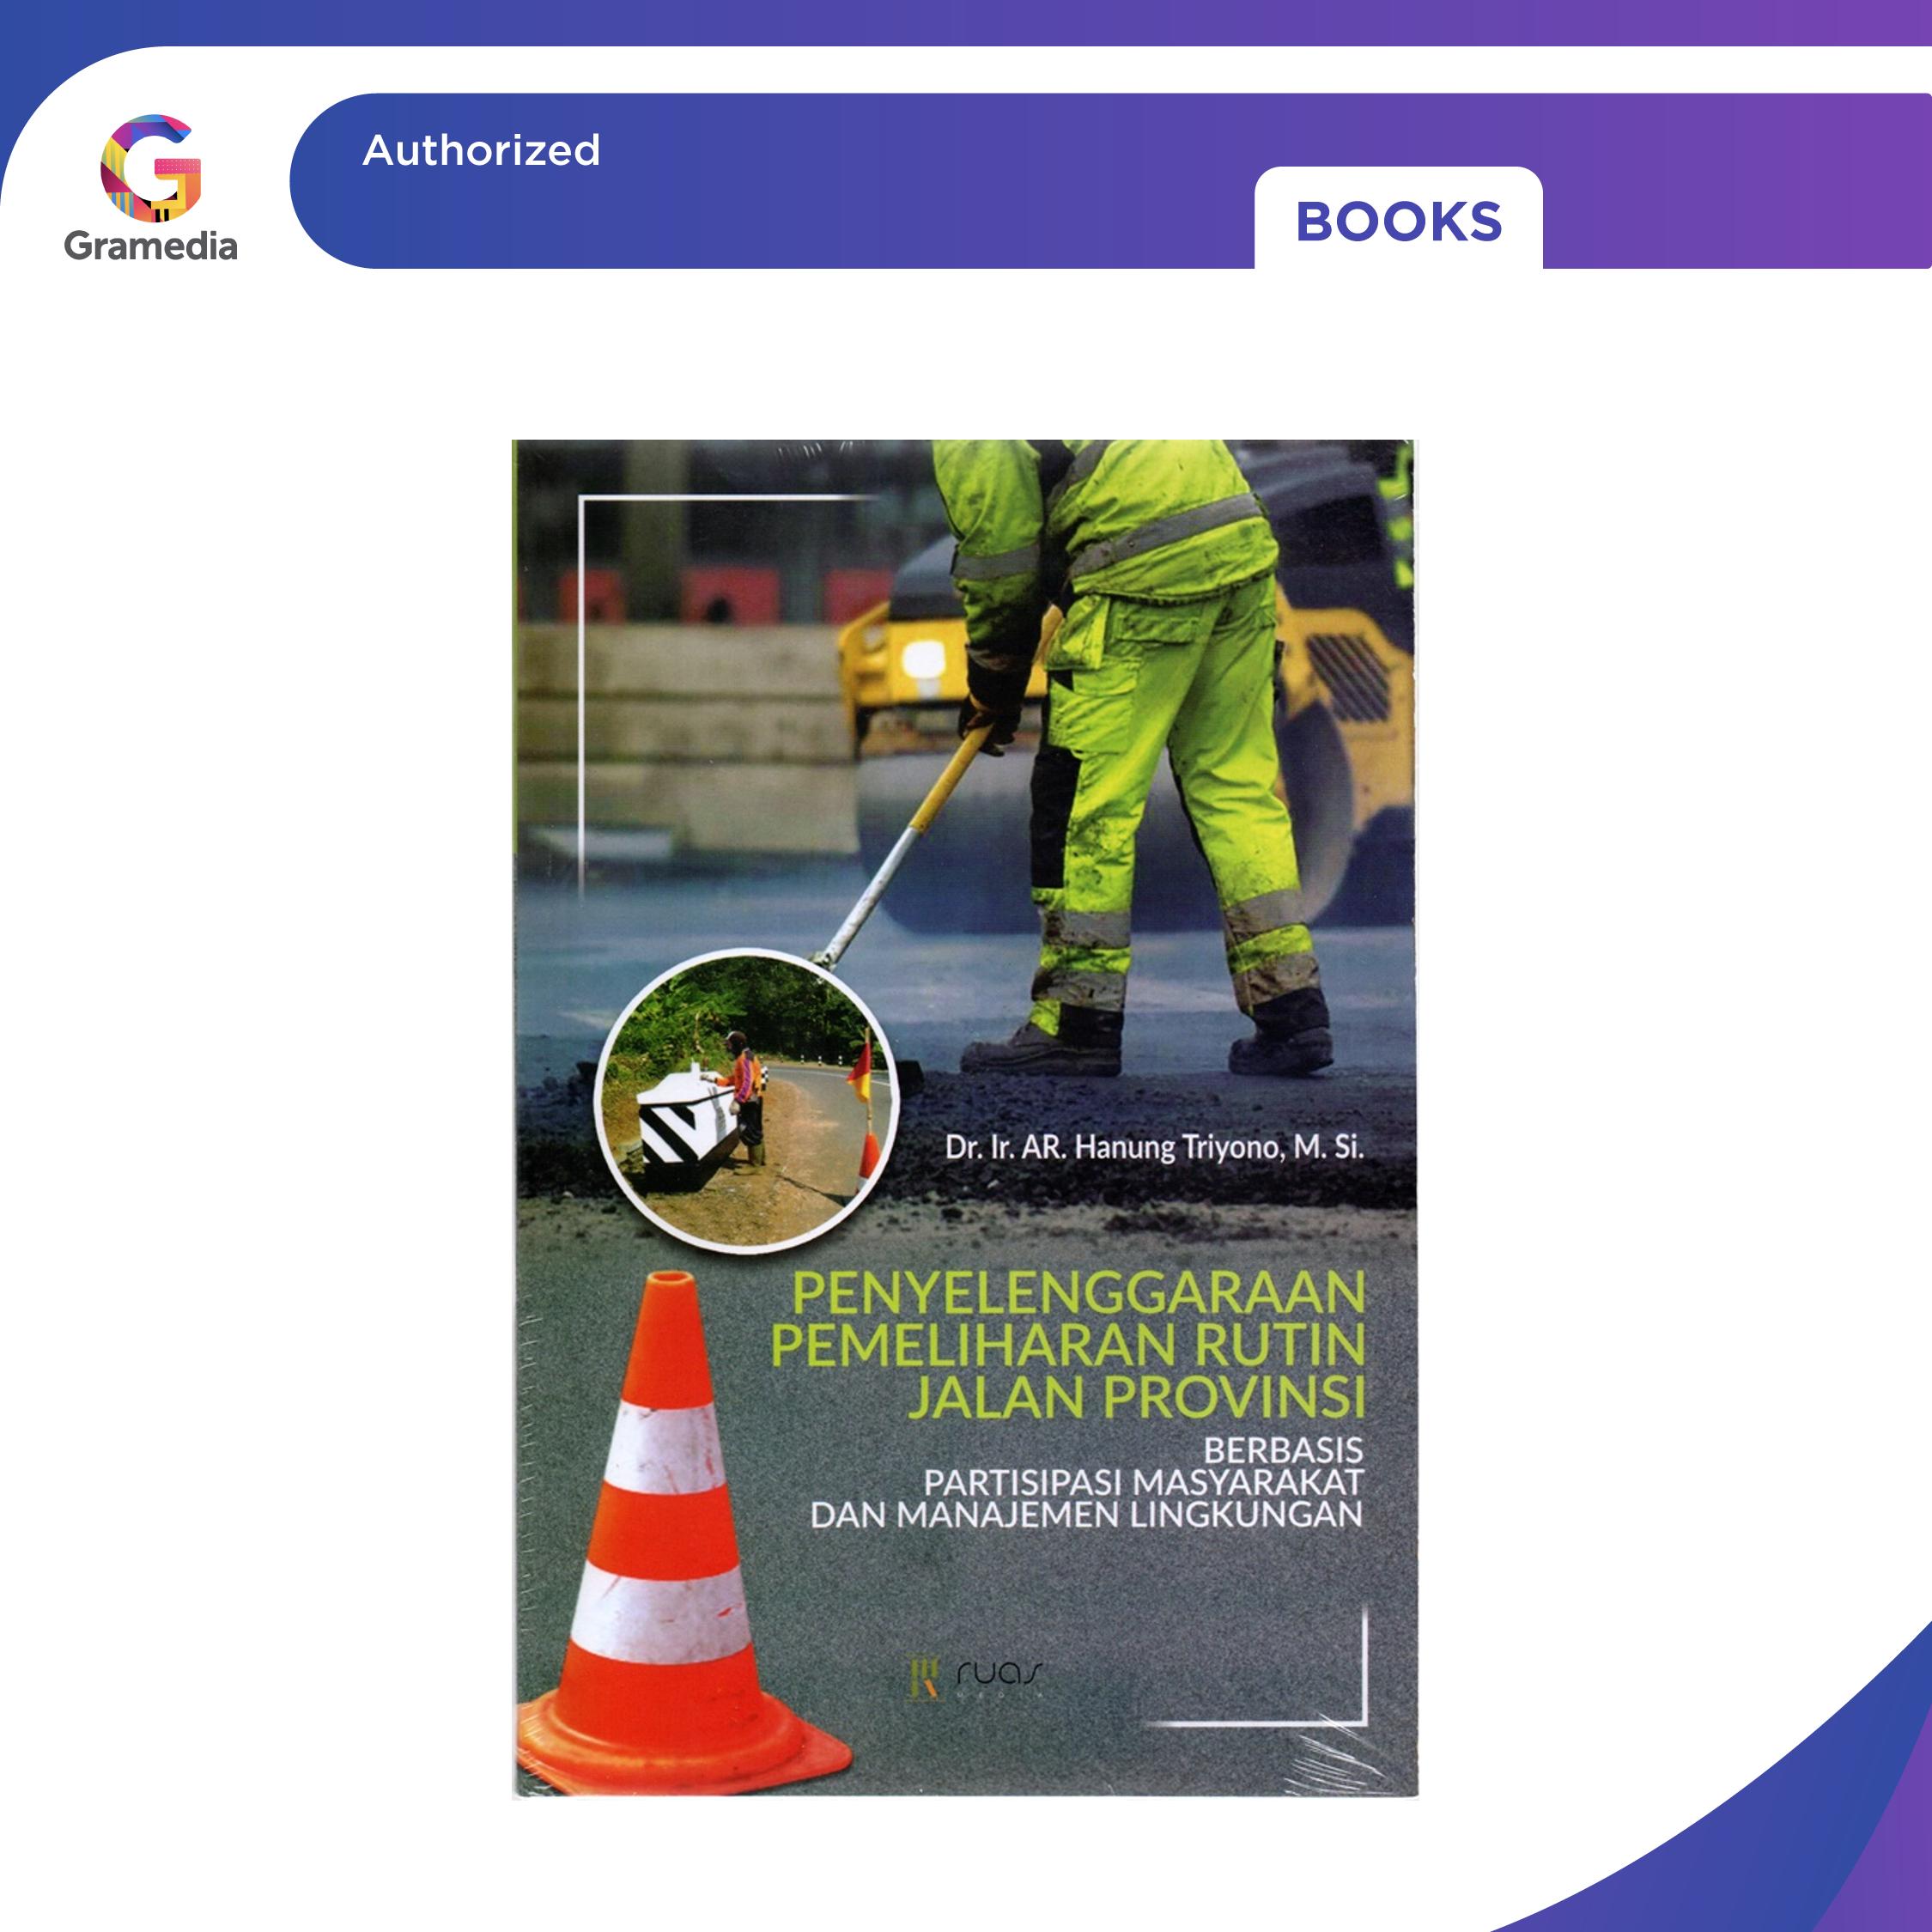 Gramedia
Authorized
BOOKS
Dr. Ir. AR. Hanung Triyono, M. Si.
PENYELENGGARAAN
PEMELIHARAN RUTIN
JALAN PROVINSI
BERBASIS
PARTISIPASI MASYARAKAT
DAN MANAJEMEN LINGKUNGAN
ruas